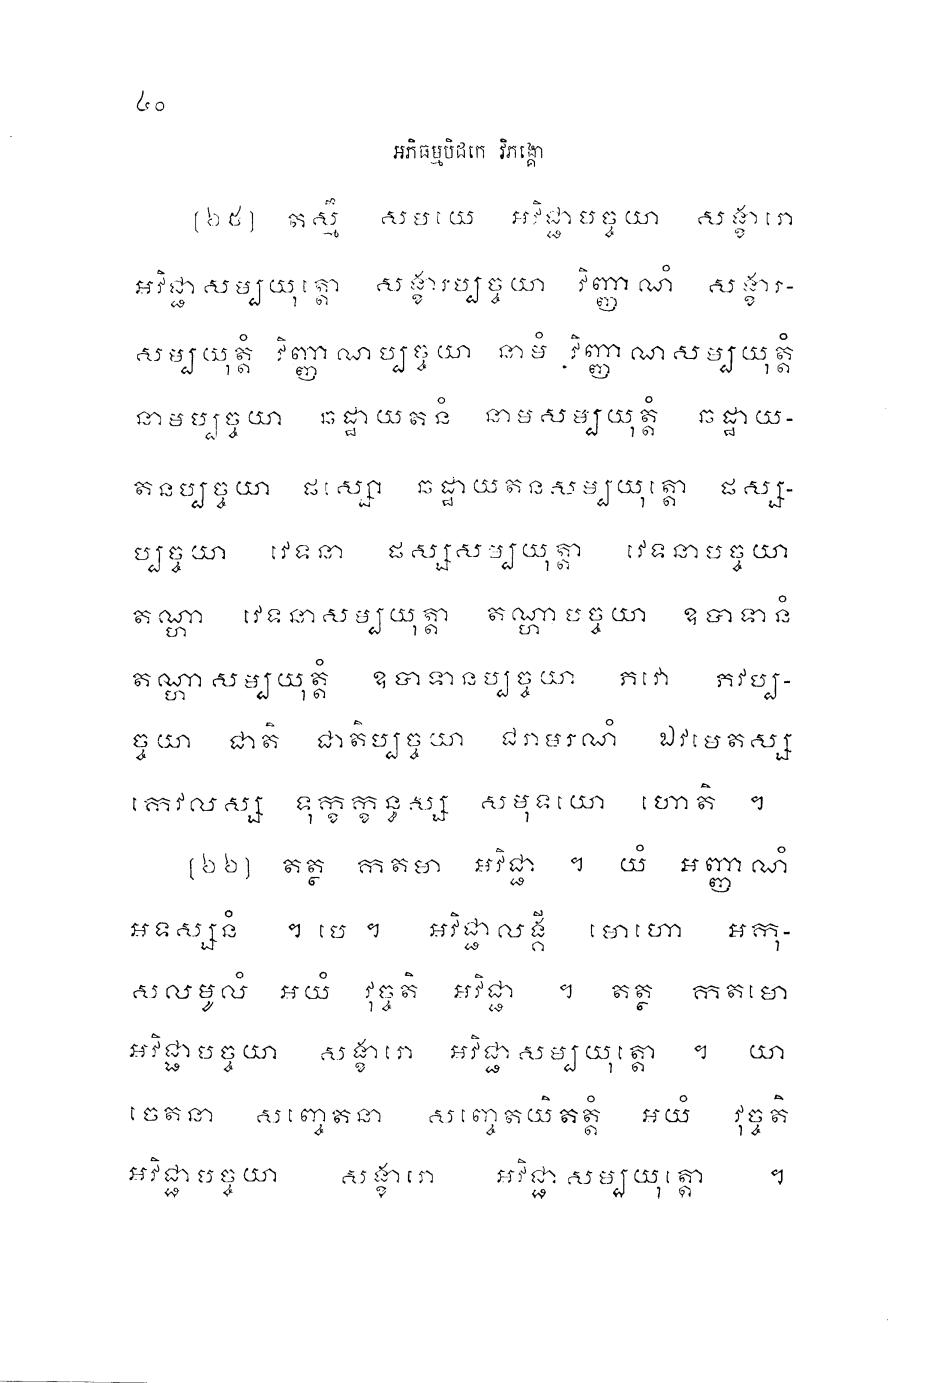 ៤០
អភិធម្មបិដកេ វិភង្គោ
[៦៥] តស្មឹ សមយេ អវិជ្ជាបច្ចយា សង្ខារោ
អវិជ្ជាសម្បយុត្តោ សង្ខារប្បច្ចយា វិញ្ញាណំ សង្ខារ-
សម្បយុត្តំ វិញ្ញាណប្បច្ចយា នាមំ វិញ្ញាណសម្បយុត្តំ
នាមប្បច្ចយា ឆដ្ឋាយតនំ នាមសម្បយុត្តំ ឆដ្ឋាយ-
តនប្បច្ចយា ផស្សោ ឆដ្ឋាយតនសម្បយុត្តោ ផស្ស-
ប្បច្ចយា វេទនា ផស្សសម្បយុត្តា វេទនាបច្ចយា
តណ្ហា វេទនាសម្បយុត្តា តណ្ហាបច្ចយា ឧបាទានំ
តណ្ហាសម្បយុត្តំ ឧបាទានប្បច្ចយា ភវោ ភវប្ប-
ច្ចយា ជាតិ ជាតិប្បច្ចយា ជរាមរណំ ឯវមេតស្ស
កេវលស្ស ទុក្ខក្ខន្ធស្ស សមុទយោ ហោតិ ។
[៦៦] តត្ថ កតមា អវិជ្ជា ។ យំ អញ្ញាណំ
អទស្សនំ ។ បេ ។ អវិជ្ជាលង្គី មោហោ អកុ-
សលមូលំ អយំ វុច្ចតិ អវិជ្ជា ។ តត្ថ កតមោ
អវិជ្ជាបច្ចយា សង្ខារោ អវិជ្ជាសម្បយុត្តោ ។ យា
ចេតនា សញ្ចេតនា សញ្ចេតយិតត្តំ អយំ វុច្ចតិ
អវិជ្ជាបច្ចយា សង្ខារោ អវិជ្ជាសម្បយុត្តោ ។